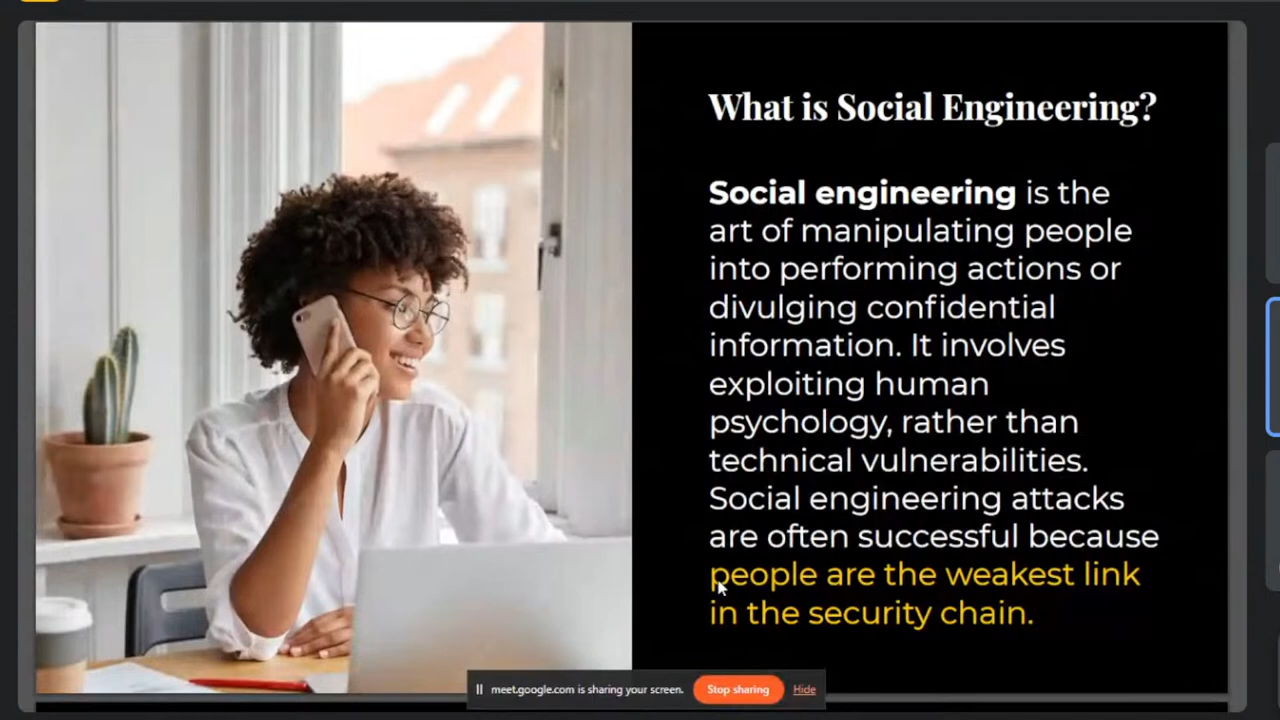 What is Social Engineering?
Social engineering is the
art of manipulating people
into performing actions or
divulging confidential
information. It involves
exploiting human
psychology, rather than
technical vulnerabilities.
Social engineering attacks
are often successful because
people are the weakest link
in the security chain.
meet.google.com is sharing your screen. Stop sharing Hide